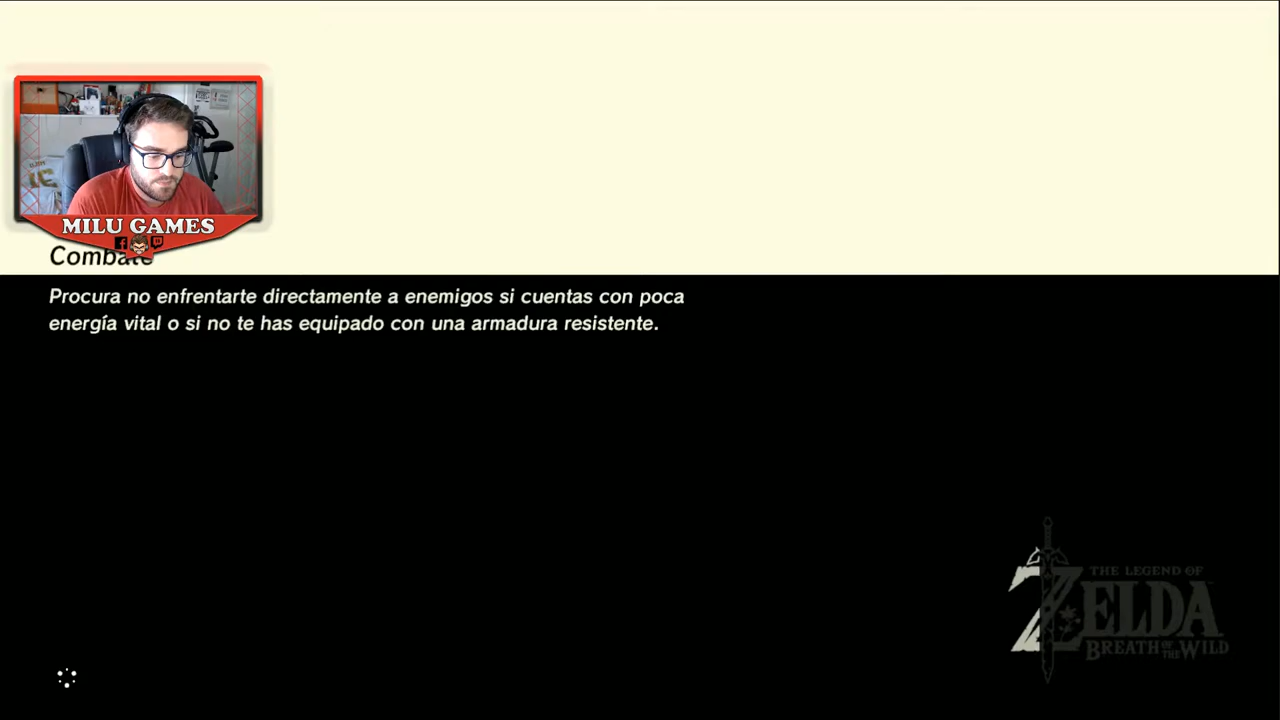 MILU GAMES
Combate
Procura no enfrentarte directamente a enemigos si cuentas con poca
energía vital o si no te has equipado con una armadura resistente.
THE LEGEND OF
ZELDA
BREATH OF THE WILD